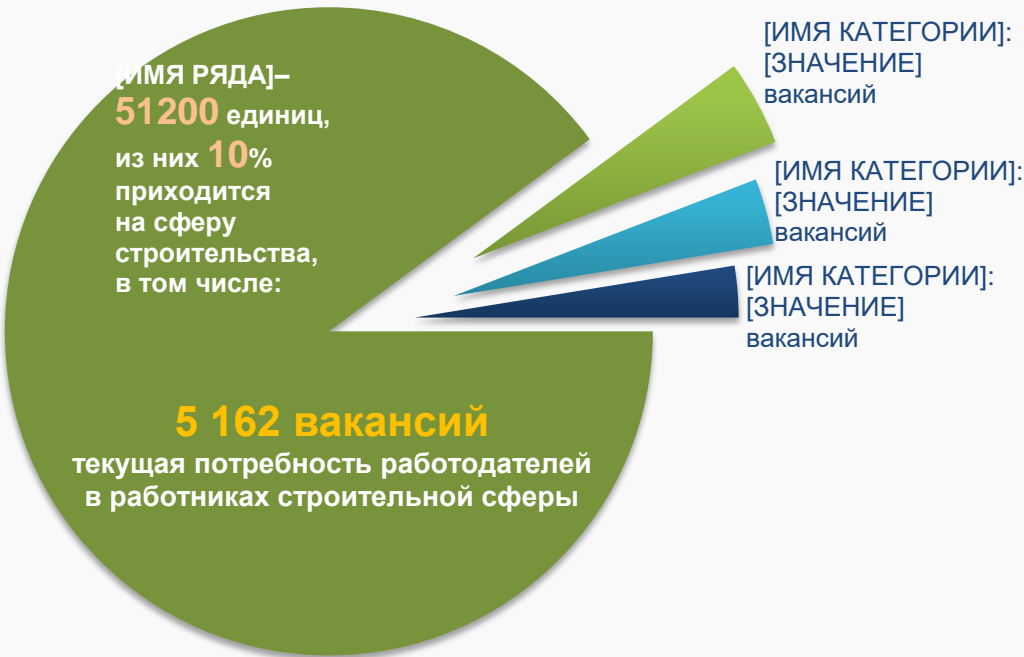 [ИМЯ РЯДА]–
51200 единиц,
из них 10%
приходится
на сферу
строительства,
в том числе:
[ИМЯ КАТЕГОРИИ]:
[ЗНАЧЕНИЕ]
вакансий
[ИМЯ КАТЕГОРИИ]:
[ЗНАЧЕНИЕ]
вакансий
[ИМЯ КАТЕГОРИИ]:
[ЗНАЧЕНИЕ]
вакансий
5 162 вакансий
текущая потребность работодателей
в работниках строительной сферы